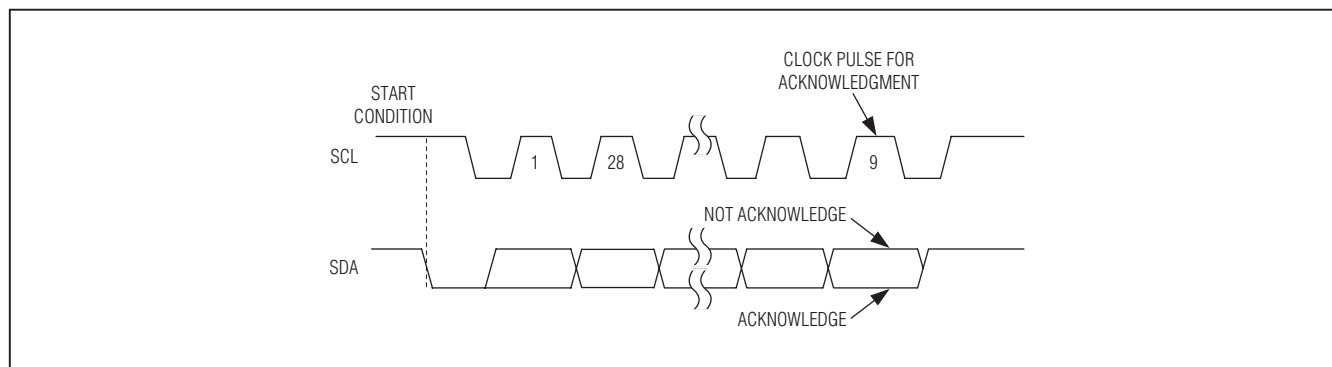 CLOCK PULSE FOR
ACKNOWLEDGMENT
START
CONDITION
SCL
1
28
9
NOT ACKNOWLEDGE
SDA
ACKNOWLEDGE